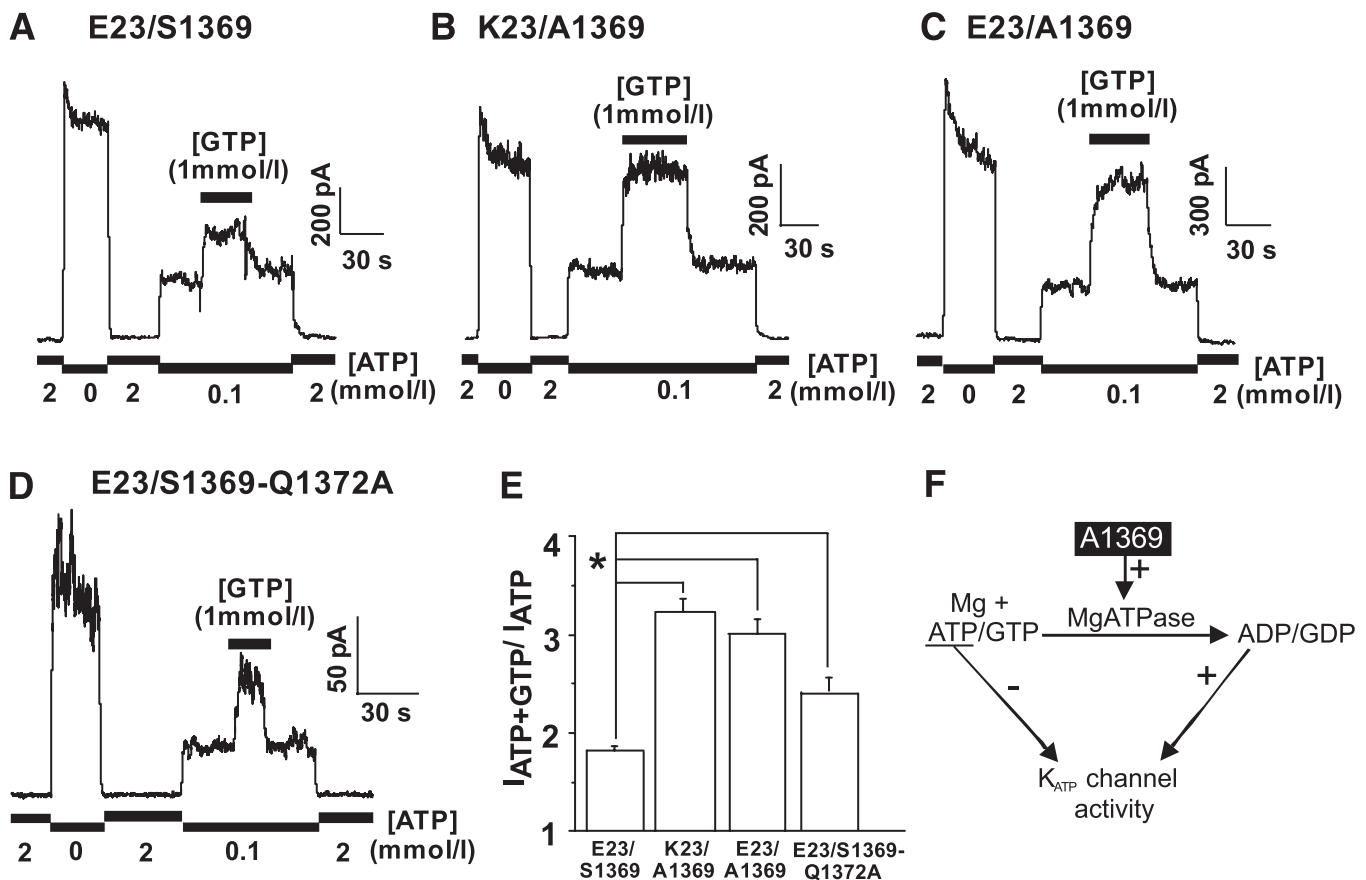 A E23/S1369
[GTP]
(1mmol/l)
200 pA
30 s
[ATP]
2 0 2 0.1 2 (mmol/l)
B K23/A1369
[GTP]
(1mmol/l)
200 pA
30 s
[ATP]
2 0 2 0.1 2 (mmol/l)
C E23/A1369
[GTP]
(1mmol/l)
300 pA
30 s
[ATP]
2 0 2 0.1 2 (mmol/l)
D E23/S1369-Q1372A
[GTP]
(1mmol/l)
50 pA
30 s
[ATP]
2 0 2 0.1 2 (mmol/l)
E
IATP+GTP/ IATP
4
*
3
2
1
E23/
S1369
K23/
A1369
E23/
A1369
E23/S1369-
Q1372A
F
A1369
+
Mg +
ATP/GTP
MgATPase
ADP/GDP
-
+
KATP channel
activity